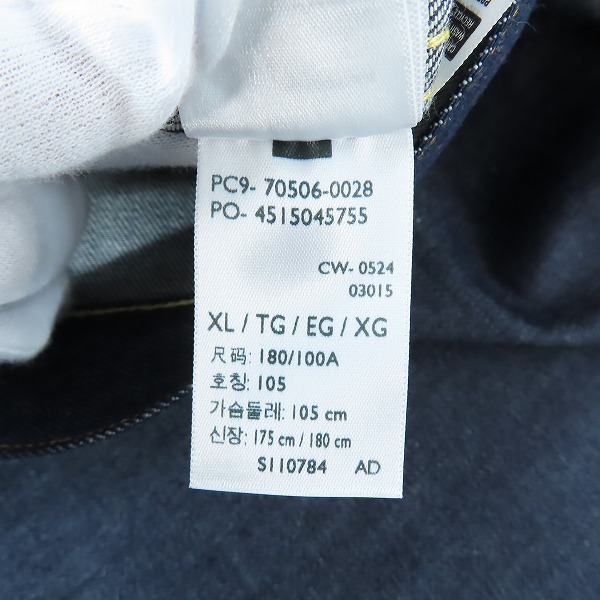 PC9- 70506-0028
PO- 4515045755
CW- 0524
03015
XL / TG / EG / XG
尺码: 180/100A
호칭: 105
가슴둘레: 105 cm
신장: 175 cm / 180 cm
S110784 AD